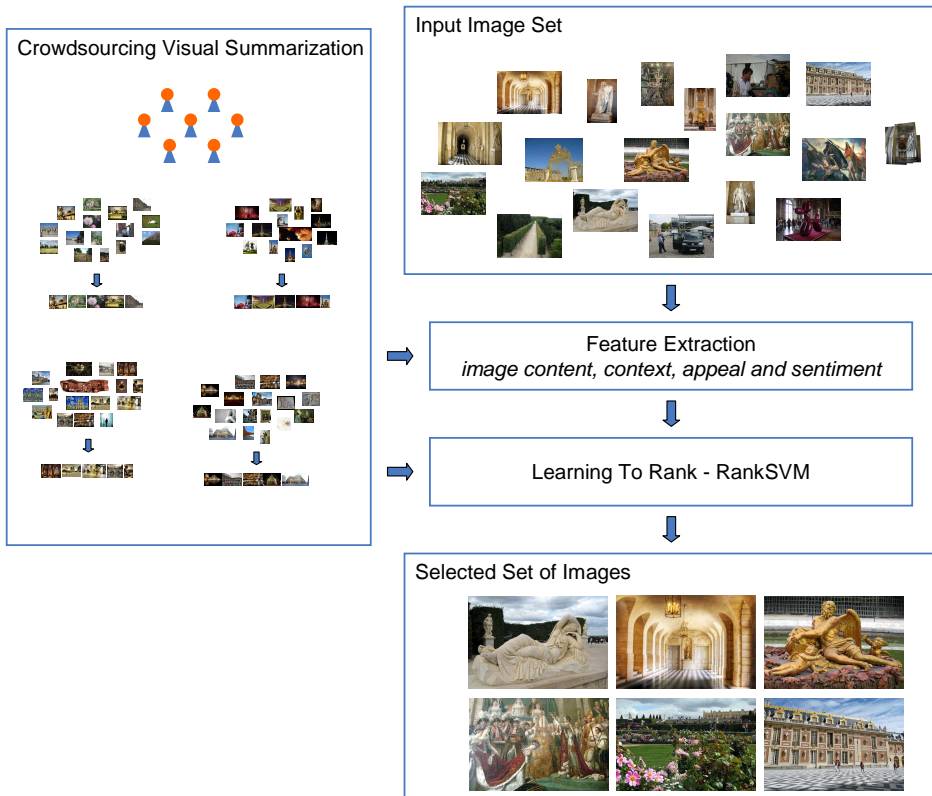 Crowdsourcing Visual Summarization
Input Image Set
Feature Extraction
image content, context, appeal and sentiment
Learning To Rank - RankSVM
Selected Set of Images